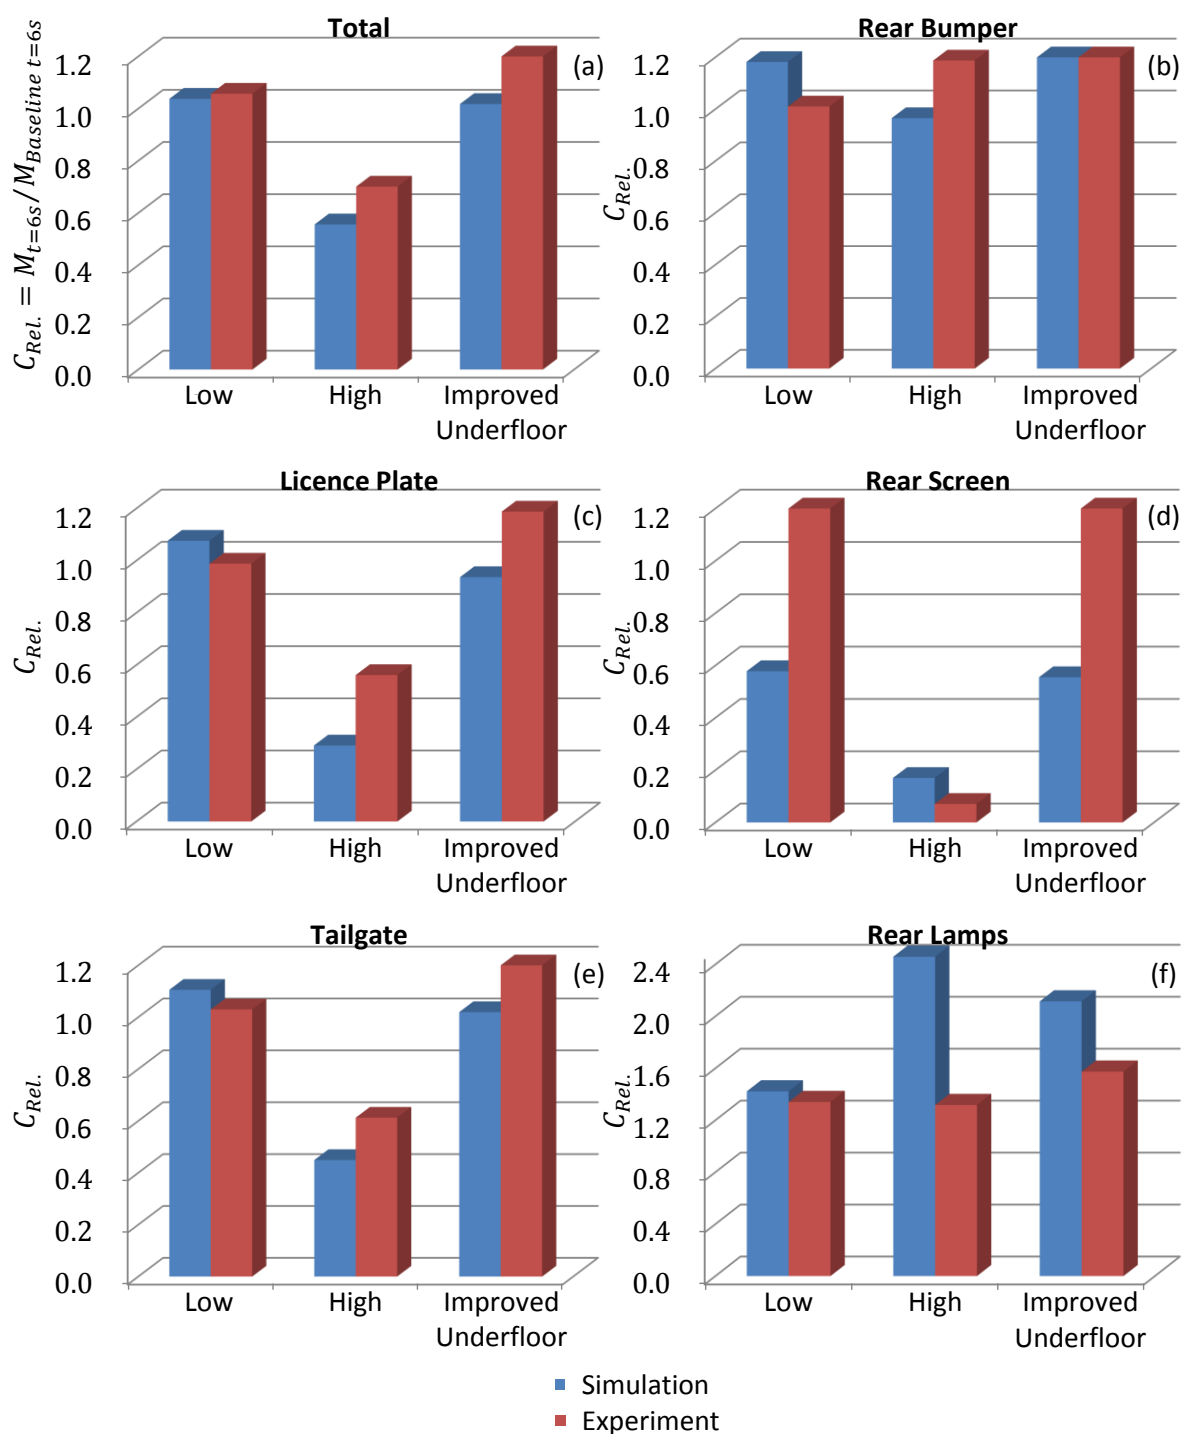 Total
(a)
C_Rel. = M_t=6s/M_Baseline t=6s
1.2
1.0
0.8
0.6
0.4
0.2
0.0
Low High Improved
Underfloor
Rear Bumper
(b)
C_Rel.
1.2
1.0
0.8
0.6
0.4
0.2
0.0
Low High Improved
Underfloor
Licence Plate
(c)
C_Rel.
1.2
1.0
0.8
0.6
0.4
0.2
0.0
Low High Improved
Underfloor
Rear Screen
(d)
C_Rel.
1.2
1.0
0.8
0.6
0.4
0.2
0.0
Low High Improved
Underfloor
Tailgate
(e)
C_Rel.
1.2
1.0
0.8
0.6
0.4
0.2
0.0
Low High Improved
Underfloor
Rear Lamps
(f)
C_Rel.
2.4
2.0
1.6
1.2
0.8
0.4
0.0
Low High Improved
Underfloor
Simulation
Experiment